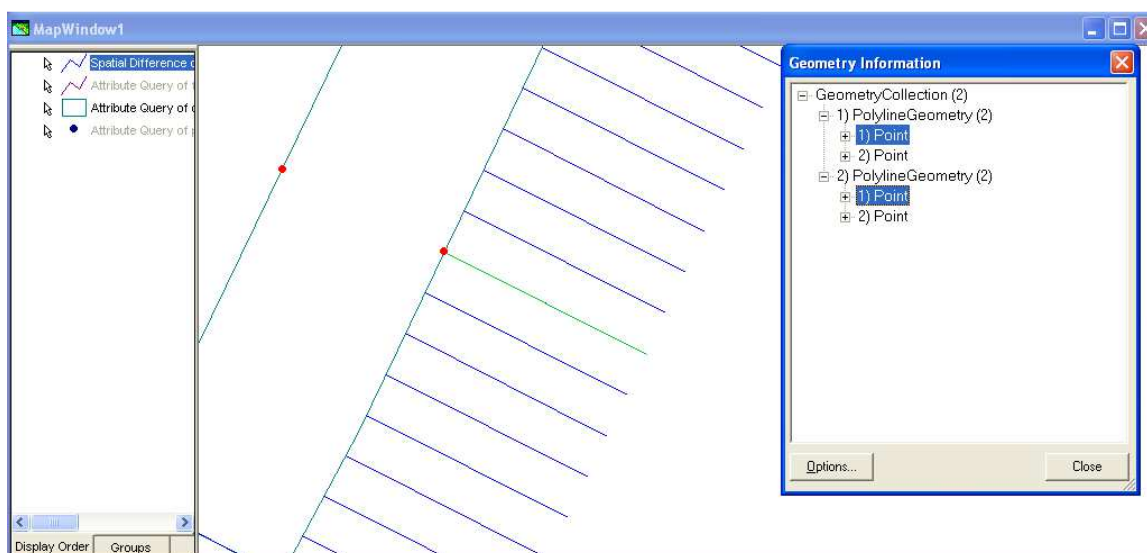 MapWindow1
Spatial Difference
Attribute Query of
Attribute Query of
Attribute Query of
Display Order
Groups
Geometry Information
GeometryCollection (2)
1) PolylineGeometry (2)
1) Point
2) Point
2) PolylineGeometry (2)
1) Point
2) Point
Options...
Close